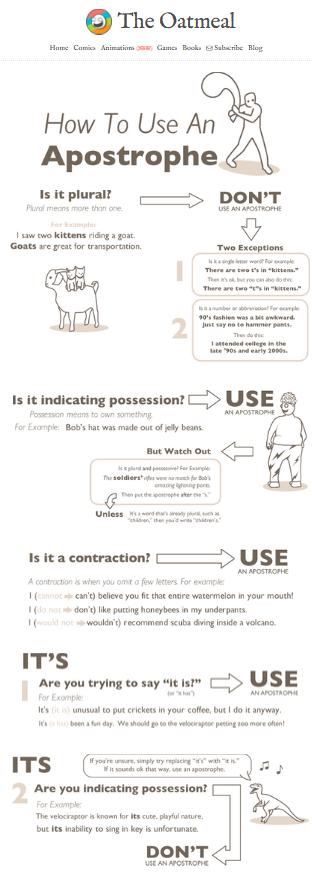 The Oatmeal
Home Comics Animations (NEW) Games Books Subscribe Blog
How To Use An
Apostrophe
Is it plural?
Plural means more than one.
DON'T
USE AN APOSTROPHE
For Example:
I saw two kittens riding a goat.
Goats are great for transportation.
Two Exceptions
1
Is it a single letter word? For example:
There are two t's in "kittens."
Then it's ok, but you can also do this:
There are two "t"s in "kittens."
2
Is it a number or abbreviation? For example:
90's fashion was a bit awkward.
Just say no to hammer pants.
Then do this:
I attended college in the
late '90s and early 2000s.
Is it indicating possession?
USE
AN APOSTROPHE
Possession means to own something.
For Example: Bob's hat was made out of jelly beans.
But Watch Out
Is it plural and possessive? For Example:
The soldiers' rifles were no match for Bob's
amazing lightning pants.
Then put the apostrophe after the "s."
Unless It's a word that's already plural, such as
"children," then you'd write "children's."
Is it a contraction?
USE
AN APOSTROPHE
A contraction is when you omit a few letters. For example:
I (cannot can't) believe you fit that entire watermelon in your mouth!
I (do not don't) like putting honeybees in my underpants.
I (would not wouldn't) recommend scuba diving inside a volcano.
IT'S
1
Are you trying to say "it is?"
(or "it has")
USE
AN APOSTROPHE
For Example:
It's (it is) unusual to put crickets in your coffee, but I do it anyway.
It's (it has) been a fun day. We should go to the velociraptor petting zoo more often!
ITS
If you're unsure, simply try replacing "it's" with "it is."
If it sounds ok that way, use an apostrophe.
2
Are you indicating possession?
For Example:
The velociraptor is known for its cute, playful nature,
but its inability to sing in key is unfortunate.
DON'T
USE AN APOSTROPHE